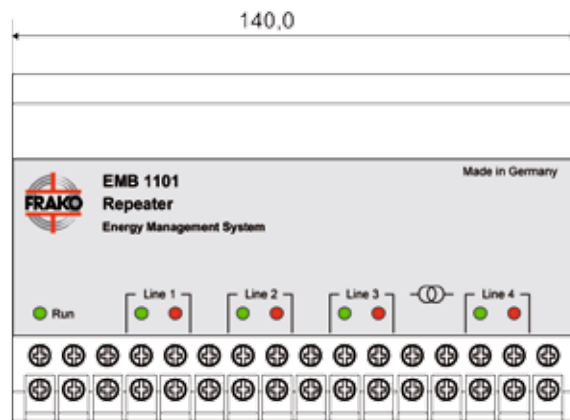 140,0
Made in Germany
FRAKO
EMB 1101
Repeater
Energy Management System
Run
Line 1
Line 2
Line 3
Line 4